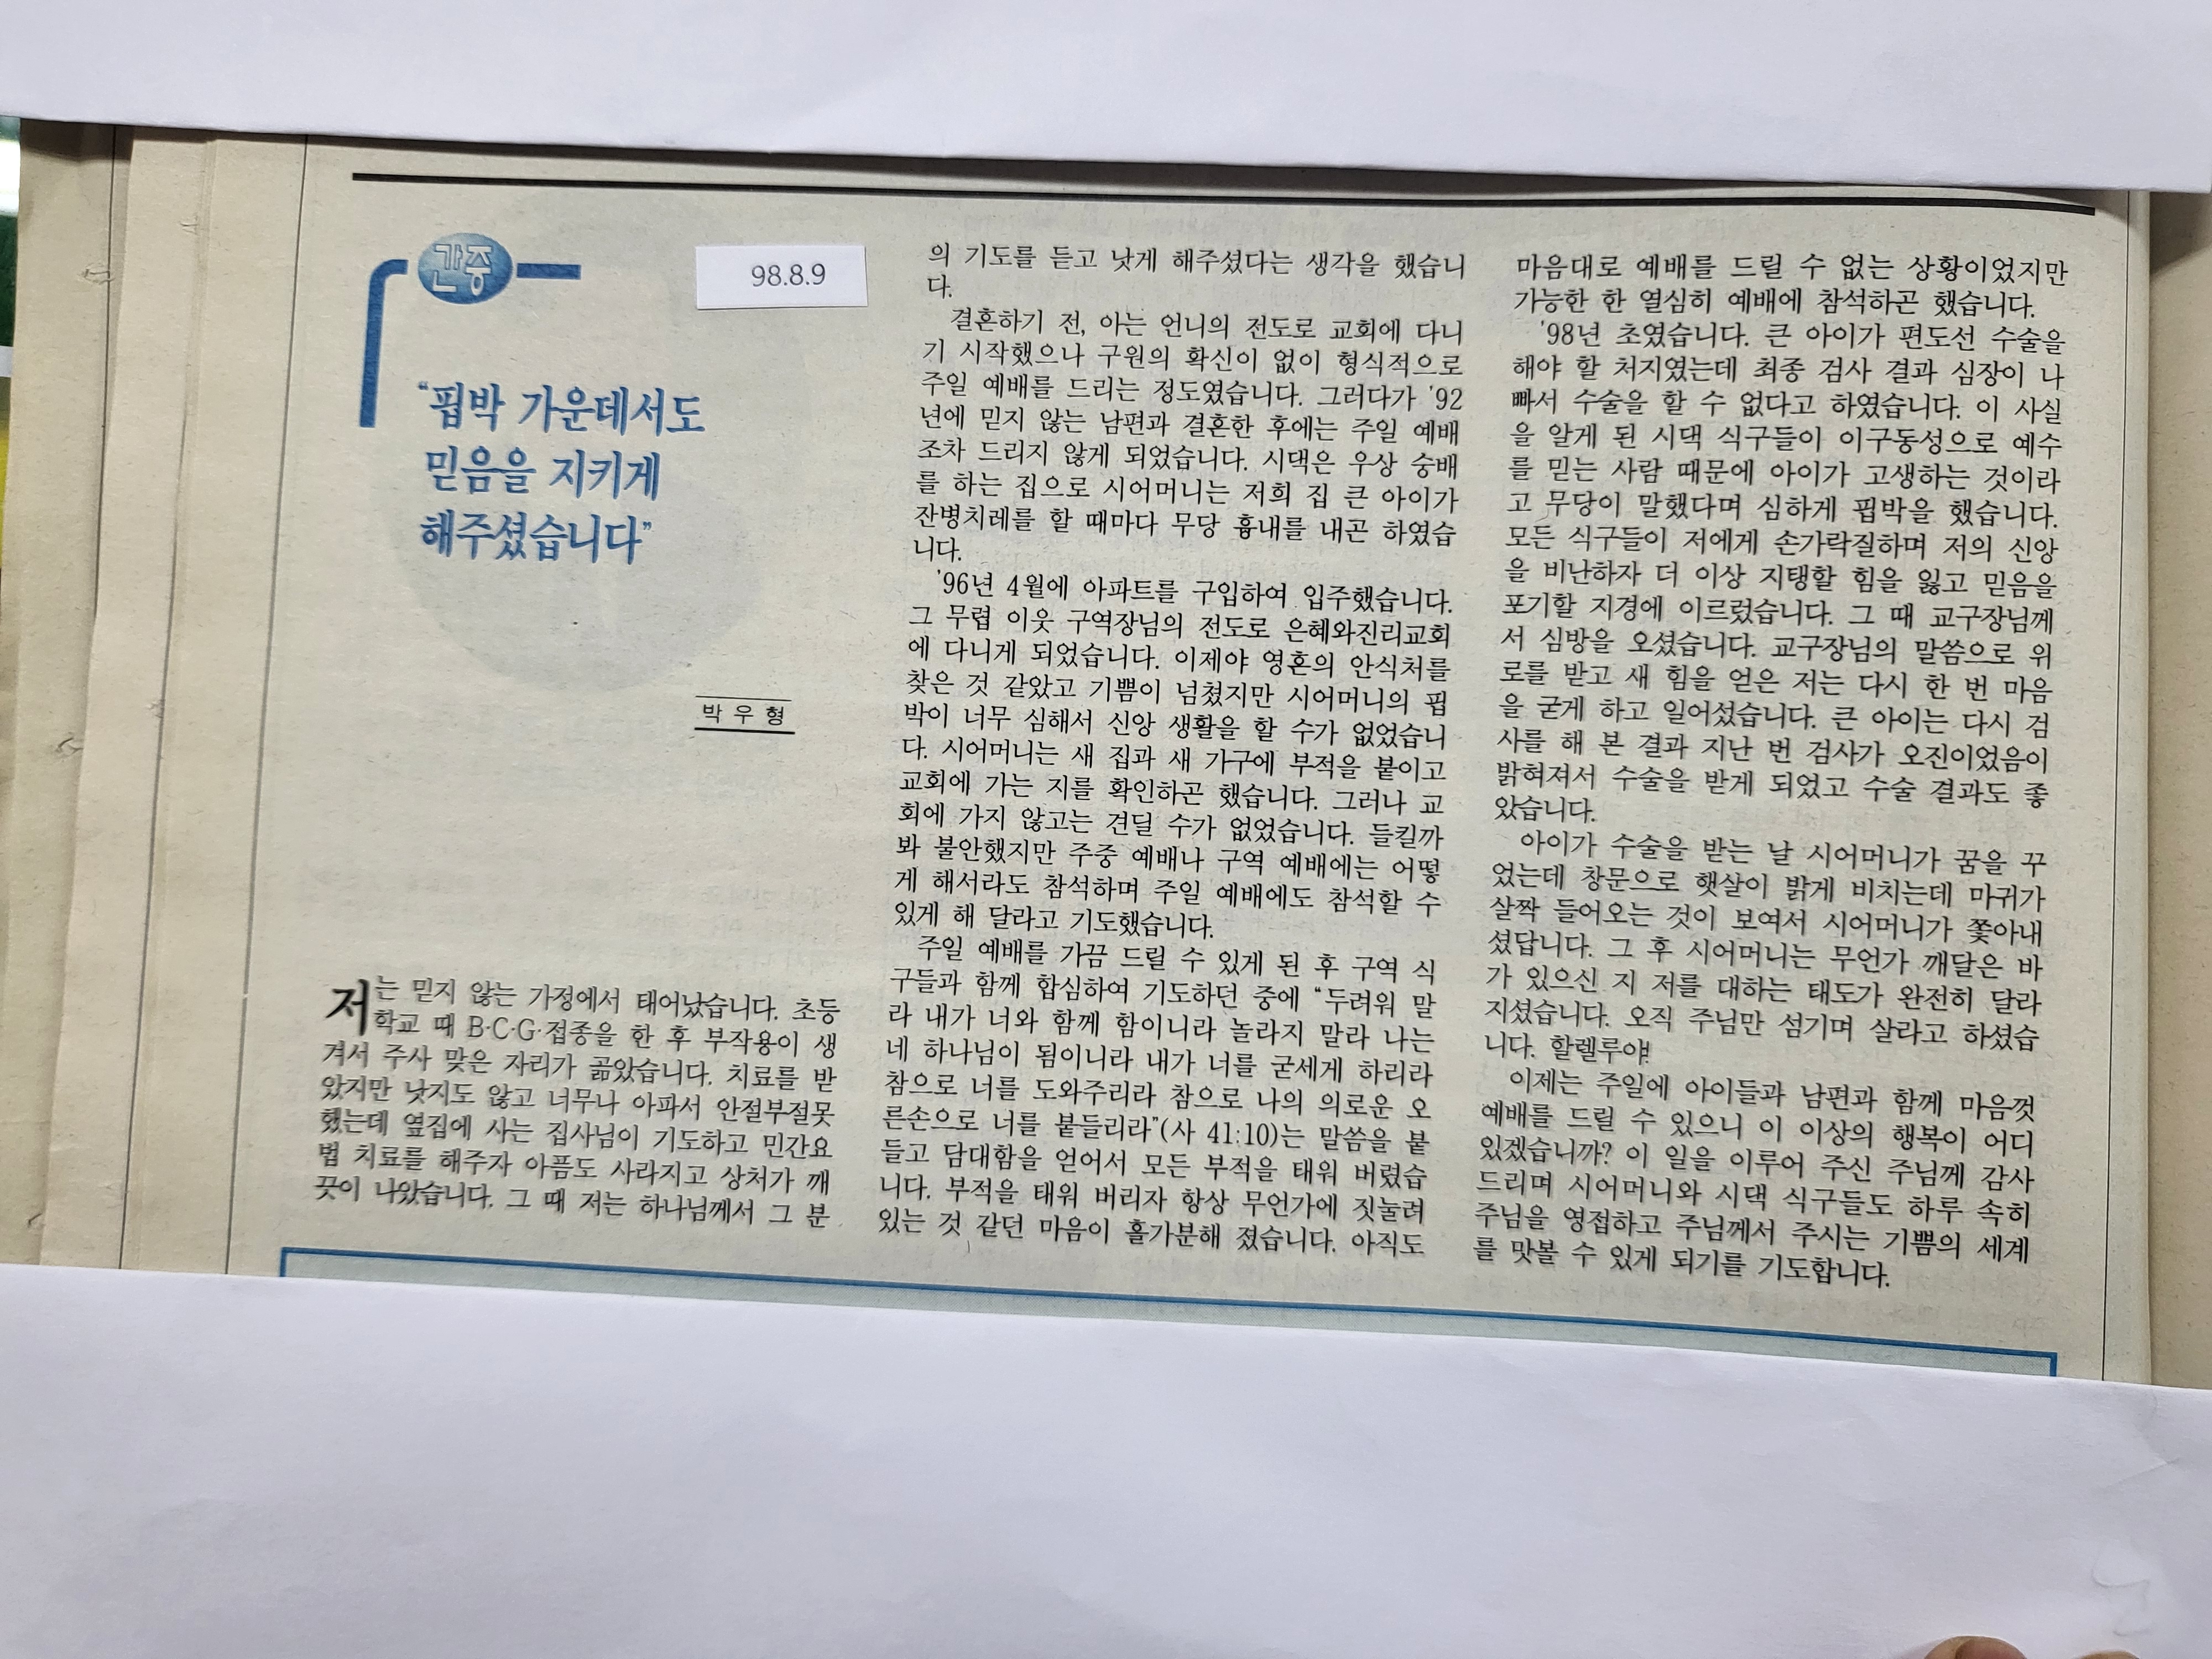 간증
98.8.9
“핍박 가운데서도
믿음을 지키게
해주셨습니다”
박 우 형
저는 믿지 않는 가정에서 태어났습니다. 초등
학교 때 B·C·G·접종을 한 후 부작용이 생
겨서 주사 맞은 자리가 곪았습니다. 치료를 받
았지만 낫지도 않고 너무나 아파서 안절부절못
했는데 옆집에 사는 집사님이 기도하고 민간요
법 치료를 해주자 아픔도 사라지고 상처가 깨
끗이 나았습니다. 그 때 저는 하나님께서 그 분
의 기도를 듣고 낫게 해주셨다는 생각을 했습니
다.
결혼하기 전, 아는 언니의 전도로 교회에 다니
기 시작했으나 구원의 확신이 없이 형식적으로
주일 예배를 드리는 정도였습니다. 그러다가 '92
년에 믿지 않는 남편과 결혼한 후에는 주일 예배
조차 드리지 않게 되었습니다. 시댁은 우상 숭배
를 하는 집으로 시어머니는 저희 집 큰 아이가
잔병치레를 할 때마다 무당 흉내를 내곤 하였습
니다.
'96년 4월에 아파트를 구입하여 입주했습니다.
그 무렵 이웃 구역장님의 전도로 은혜와진리교회
에 다니게 되었습니다. 이제야 영혼의 안식처를
찾은 것 같았고 기쁨이 넘쳤지만 시어머니의 핍
박이 너무 심해서 신앙 생활을 할 수가 없었습니
다. 시어머니는 새 집과 새 가구에 부적을 붙이고
교회에 가는 지를 확인하곤 했습니다. 그러나 교
회에 가지 않고는 견딜 수가 없었습니다. 들킬까
봐 불안했지만 주중 예배나 구역 예배에는 어떻
게 해서라도 참석하며 주일 예배에도 참석할 수
있게 해 달라고 기도했습니다.
주일 예배를 가끔 드릴 수 있게 된 후 구역 식
구들과 함께 합심하여 기도하던 중에 “두려워 말
라 내가 너와 함께 함이니라 놀라지 말라 나는
네 하나님이 됨이니라 내가 너를 굳세게 하리라
참으로 너를 도와주리라 참으로 나의 의로운 오
른손으로 너를 붙들리라”(사 41:10)는 말씀을 붙
들고 담대함을 얻어서 모든 부적을 태워 버렸습
니다. 부적을 태워 버리자 항상 무언가에 짓눌려
있는 것 같던 마음이 홀가분해 졌습니다. 아직도
마음대로 예배를 드릴 수 없는 상황이었지만
가능한 한 열심히 예배에 참석하곤 했습니다.
'98년 초였습니다. 큰 아이가 편도선 수술을
해야 할 처지였는데 최종 검사 결과 심장이 나
빠서 수술을 할 수 없다고 하였습니다. 이 사실
을 알게 된 시댁 식구들이 이구동성으로 예수
를 믿는 사람 때문에 아이가 고생하는 것이라
고 무당이 말했다며 심하게 핍박을 했습니다.
모든 식구들이 저에게 손가락질하며 저의 신앙
을 비난하자 더 이상 지탱할 힘을 잃고 믿음을
포기할 지경에 이르렀습니다. 그 때 교구장님께
서 심방을 오셨습니다. 교구장님의 말씀으로 위
로를 받고 새 힘을 얻은 저는 다시 한 번 마음
을 굳게 하고 일어섰습니다. 큰 아이는 다시 검
사를 해 본 결과 지난 번 검사가 오진이었음이
밝혀져서 수술을 받게 되었고 수술 결과도 좋
았습니다.
아이가 수술을 받는 날 시어머니가 꿈을 꾸
었는데 창문으로 햇살이 밝게 비치는데 마귀가
살짝 들어오는 것이 보여서 시어머니가 쫓아내
셨답니다. 그 후 시어머니는 무언가 깨달은 바
가 있으신 지 저를 대하는 태도가 완전히 달라
지셨습니다. 오직 주님만 섬기며 살라고 하셨습
니다. 할렐루야!
이제는 주일에 아이들과 남편과 함께 마음껏
예배를 드릴 수 있으니 이 이상의 행복이 어디
있겠습니까? 이 일을 이루어 주신 주님께 감사
드리며 시어머니와 시댁 식구들도 하루 속히
주님을 영접하고 주님께서 주시는 기쁨의 세계
를 맛볼 수 있게 되기를 기도합니다.